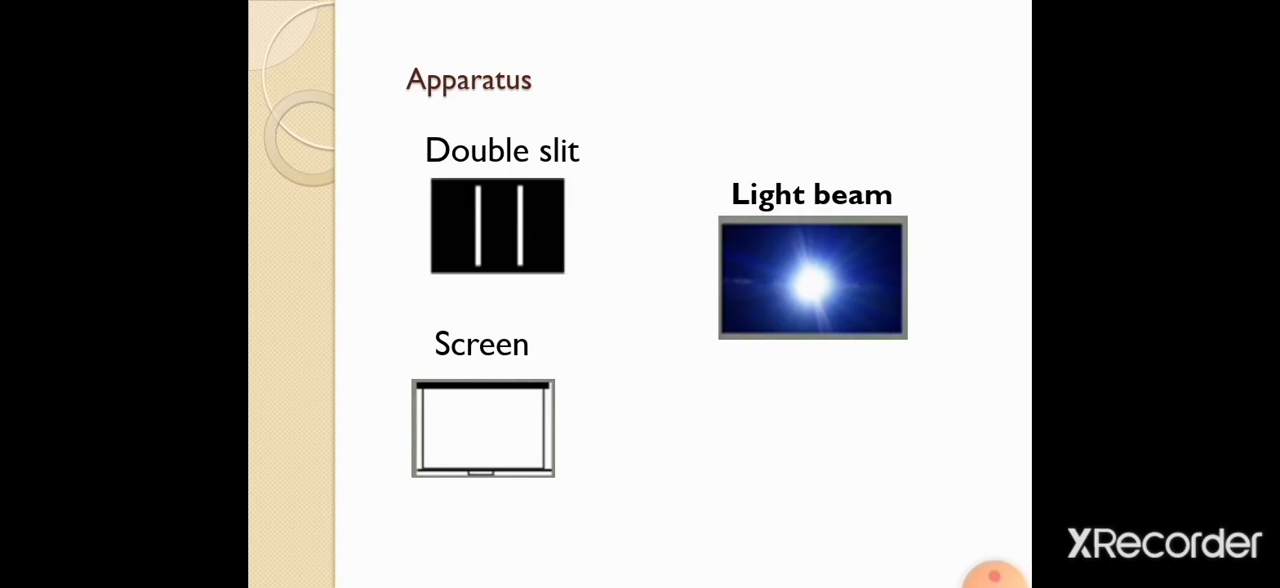 Apparatus
Double slit
Light beam
Screen
XRecorder